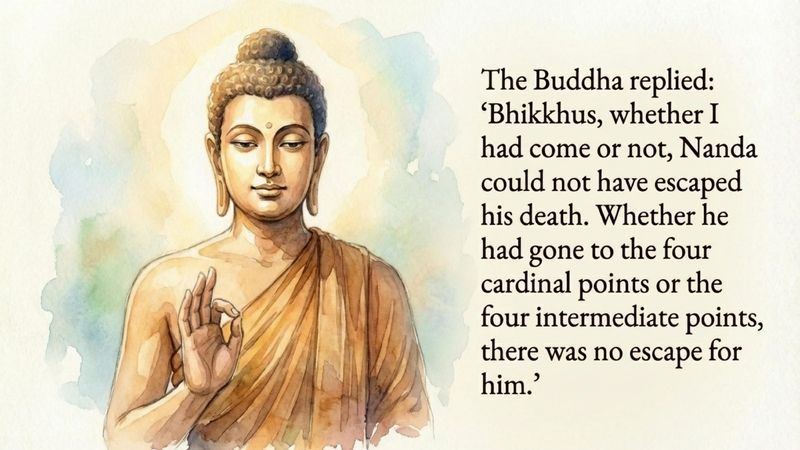 The Buddha replied:
‘Bhikkhus, whether I
had come or not, Nanda
could not have escaped
his death. Whether he
had gone to the four
cardinal points or the
four intermediate points,
there was no escape for
him.’